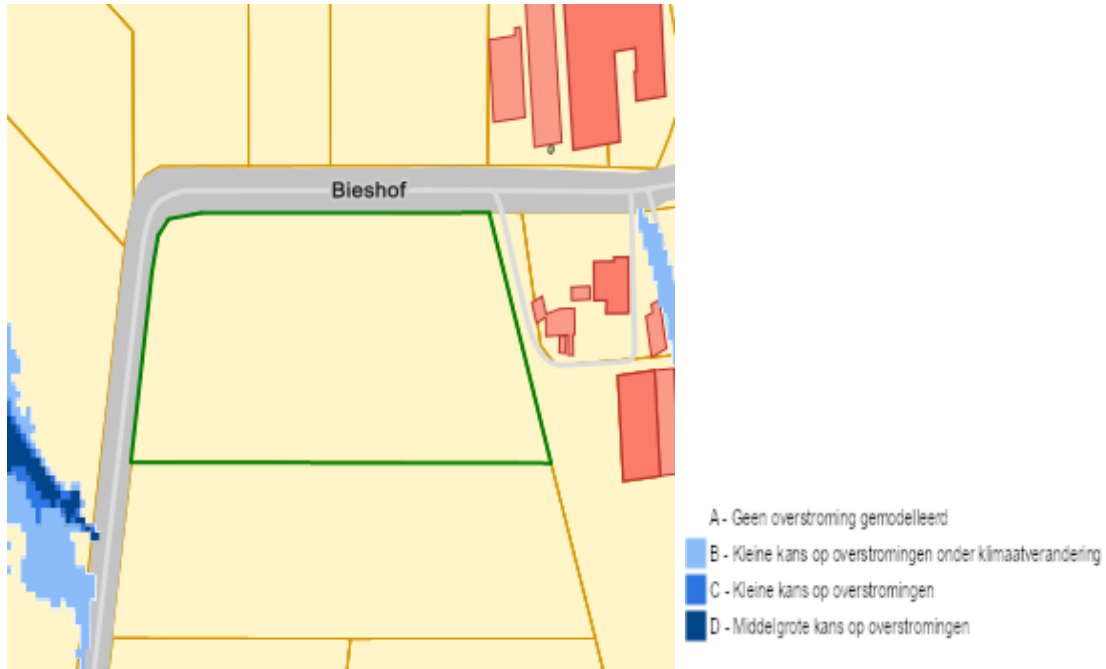 Bieshof
A - Geen overstroming gemodelleerd
B - Kleine kans op overstromingen onder klimaatverandering
C - Kleine kans op overstromingen
D - Middelgrote kans op overstromingen